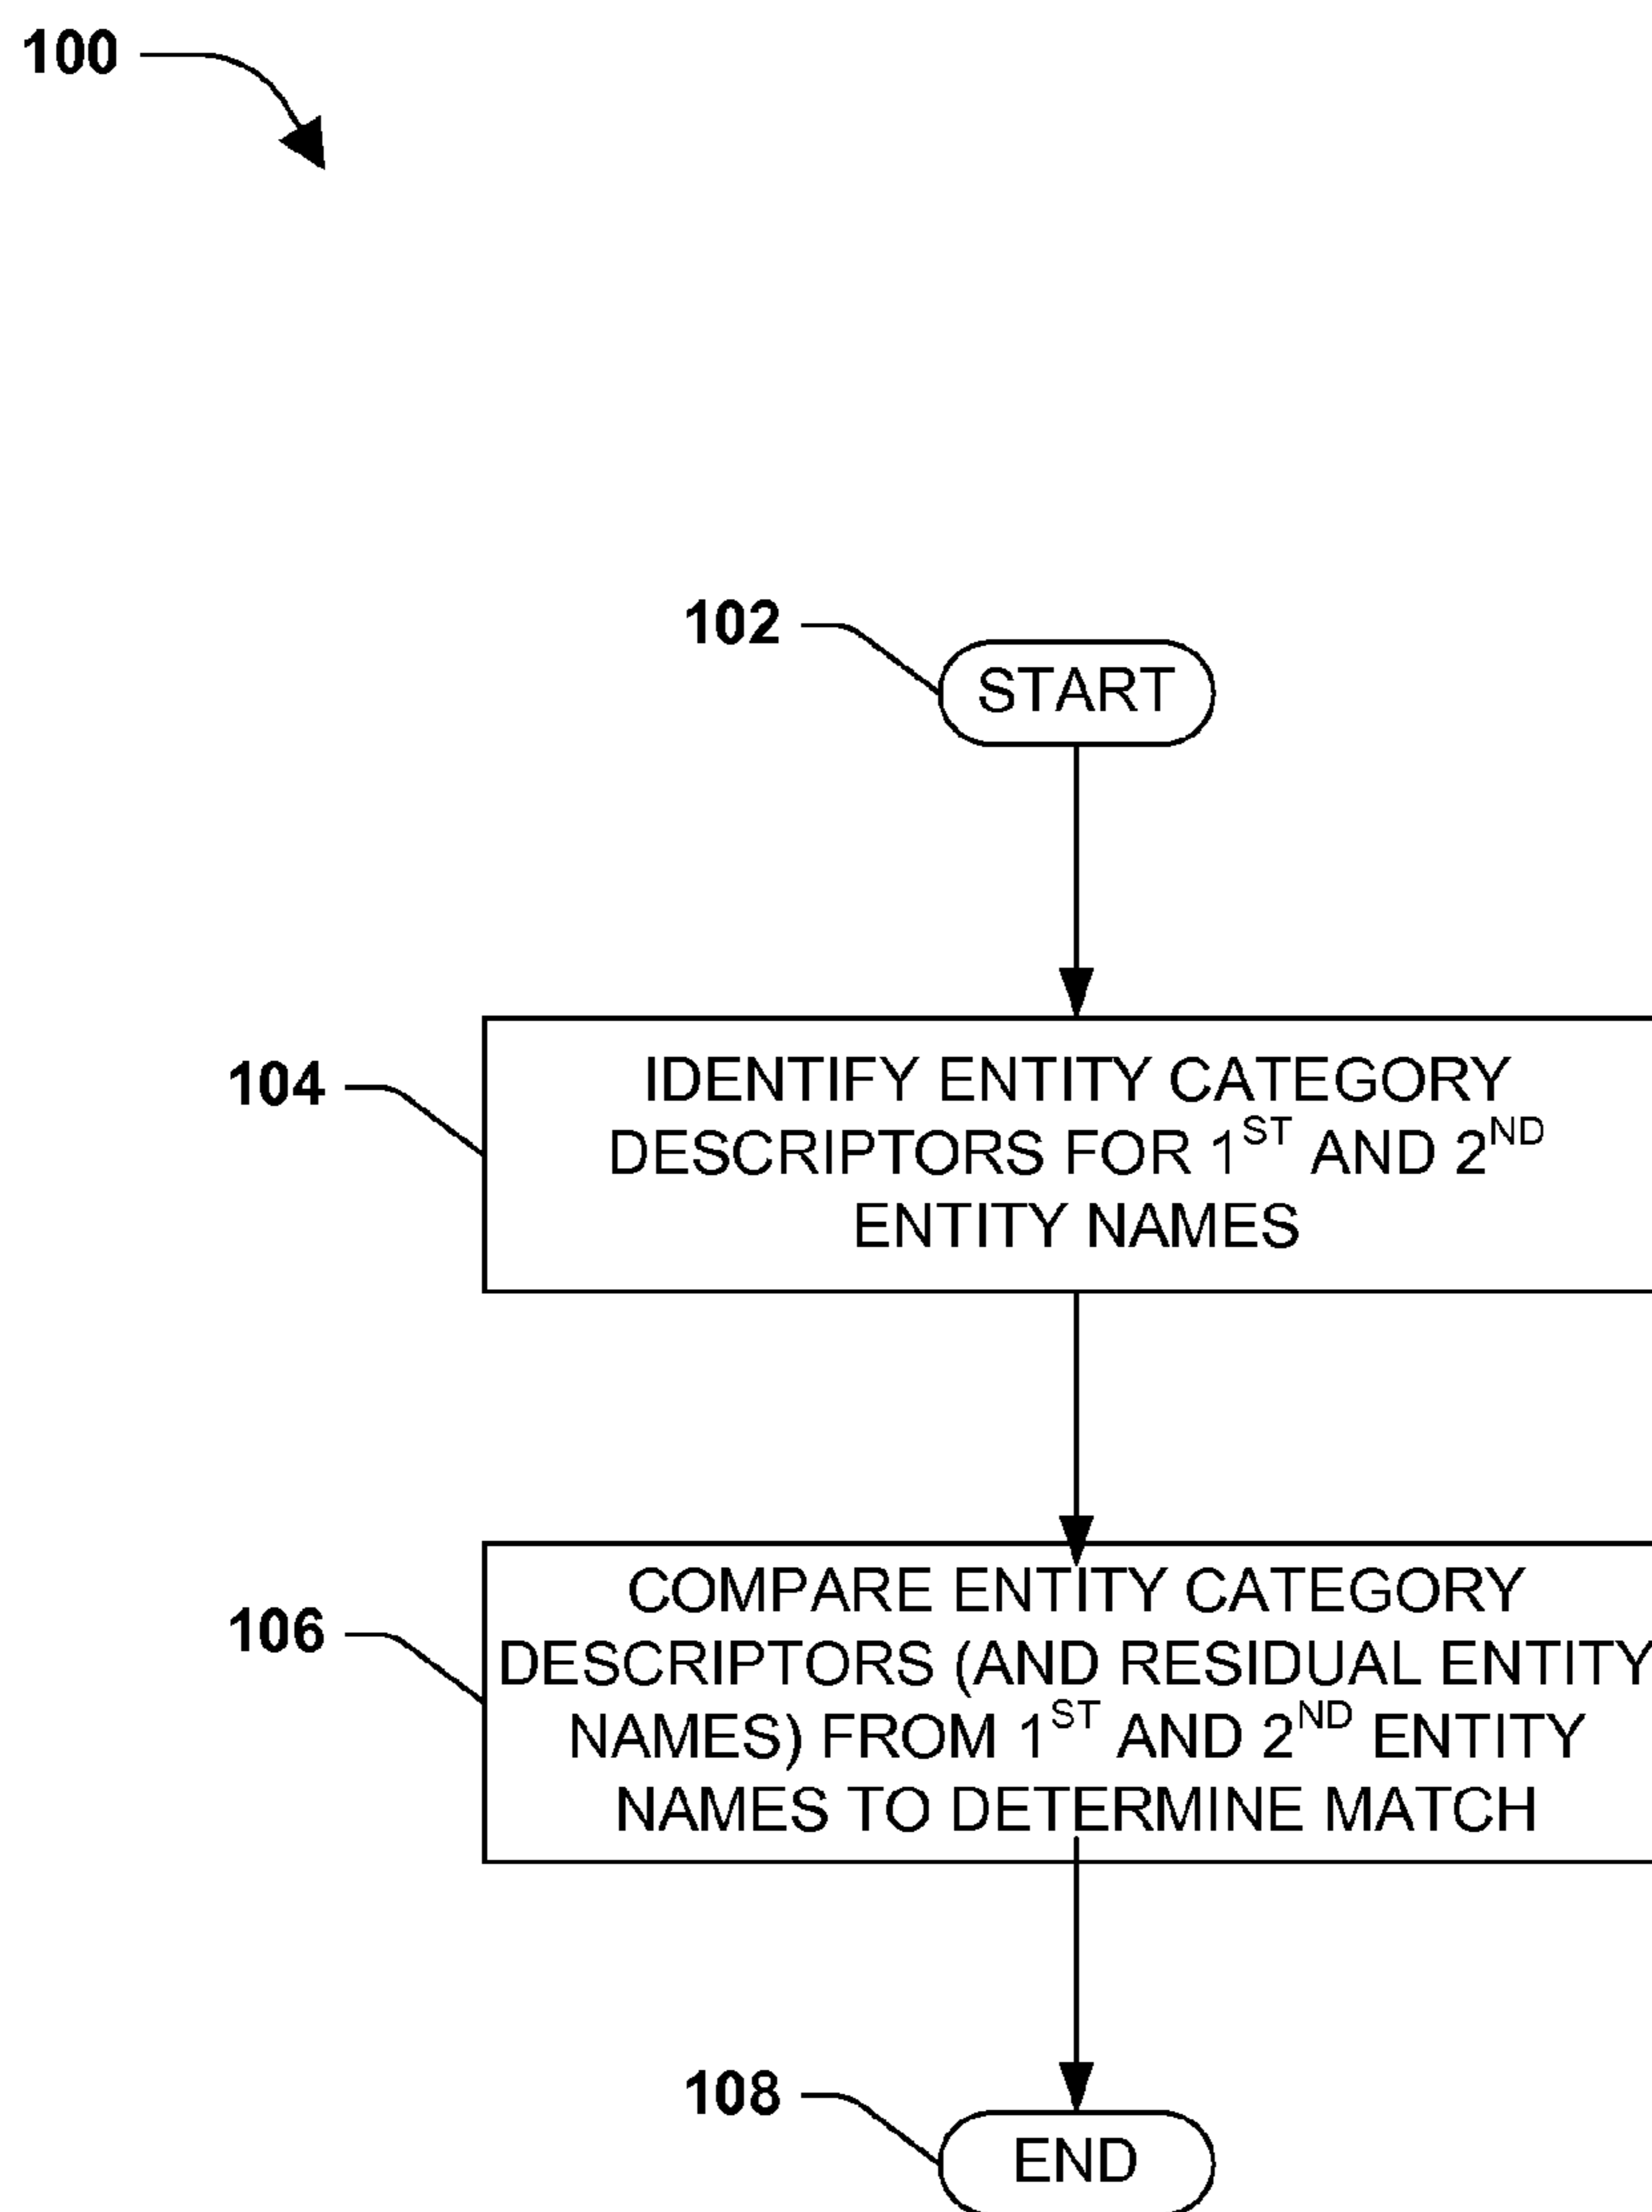 100
102
START
104
IDENTIFY ENTITY CATEGORY
DESCRIPTORS FOR 1ST AND 2ND
ENTITY NAMES
106
COMPARE ENTITY CATEGORY
DESCRIPTORS (AND RESIDUAL ENTITY
NAMES) FROM 1ST AND 2ND ENTITY
NAMES TO DETERMINE MATCH
108
END